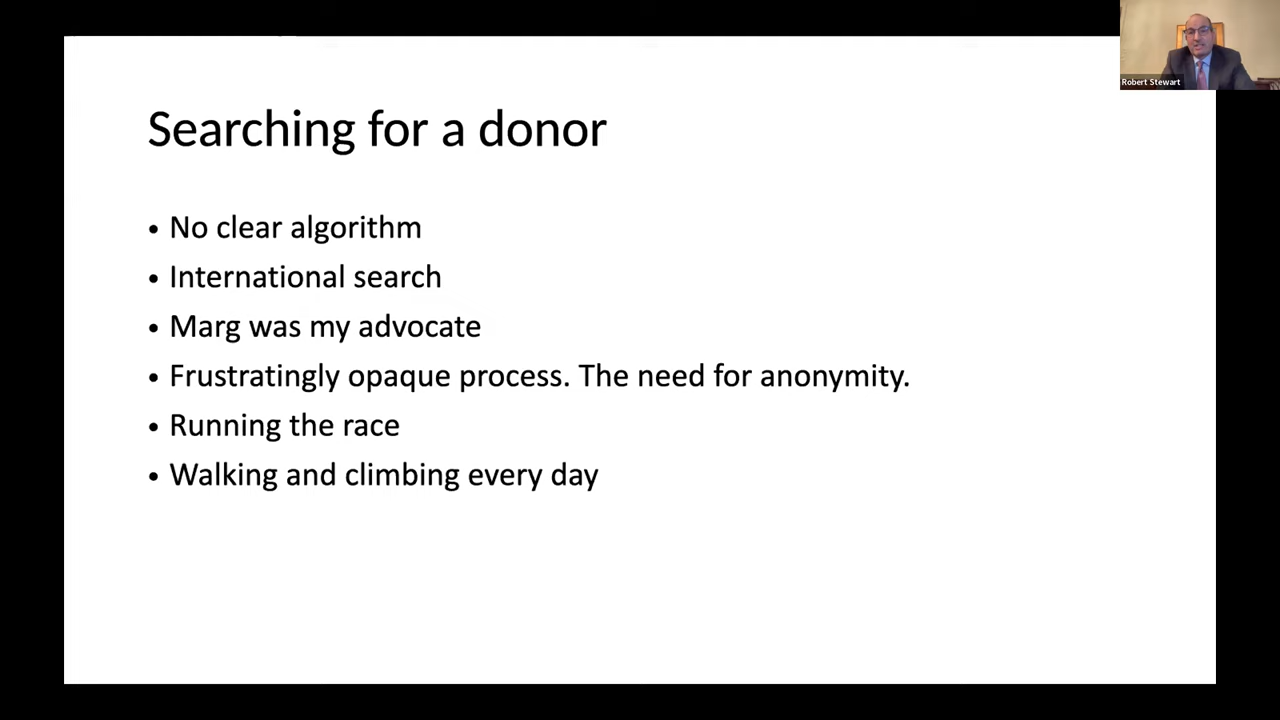 Robert Stewart
Searching for a donor
• No clear algorithm
• International search
• Marg was my advocate
• Frustratingly opaque process. The need for anonymity.
• Running the race
• Walking and climbing every day